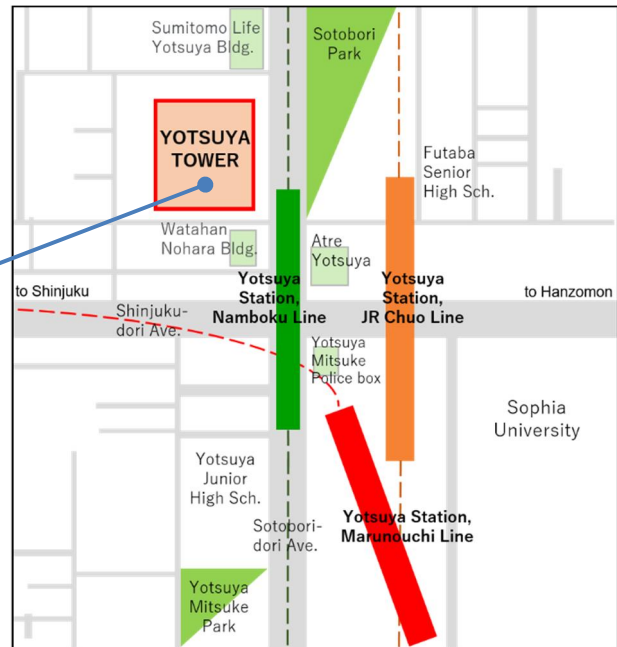 Sumitomo Life
Yotsuya Bldg.
Sotobori
Park
YOTSUYA
TOWER
Futaba
Senior
High Sch.
Watahan
Nohara Bldg.
Atre
Yotsuya
Yotsuya
Station,
Namboku Line
Yotsuya
Station,
JR Chuo Line
to Shinjuku
to Hanzomon
Shinjuku-
dori Ave.
Yotsuya
Mitsuke
Police box
Sophia
University
Yotsuya
Junior
High Sch.
Sotobori-
dori Ave.
Yotsuya Station,
Marunouchi Line
Yotsuya
Mitsuke
Park